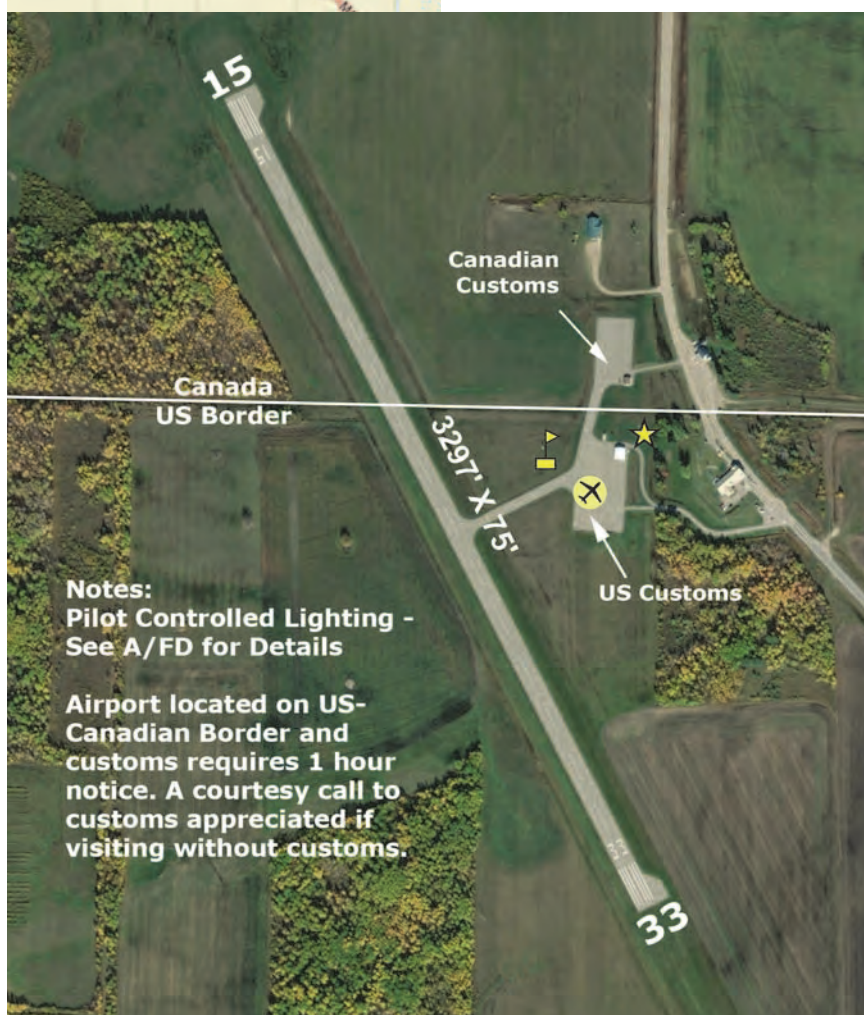 15
15
Canadian
Customs
Canada
US Border
3297' X 75'
US Customs
Notes:
Pilot Controlled Lighting -
See A/FD for Details
Airport located on US-
Canadian Border and
customs requires 1 hour
notice. A courtesy call to
customs appreciated if
visiting without customs.
33
33